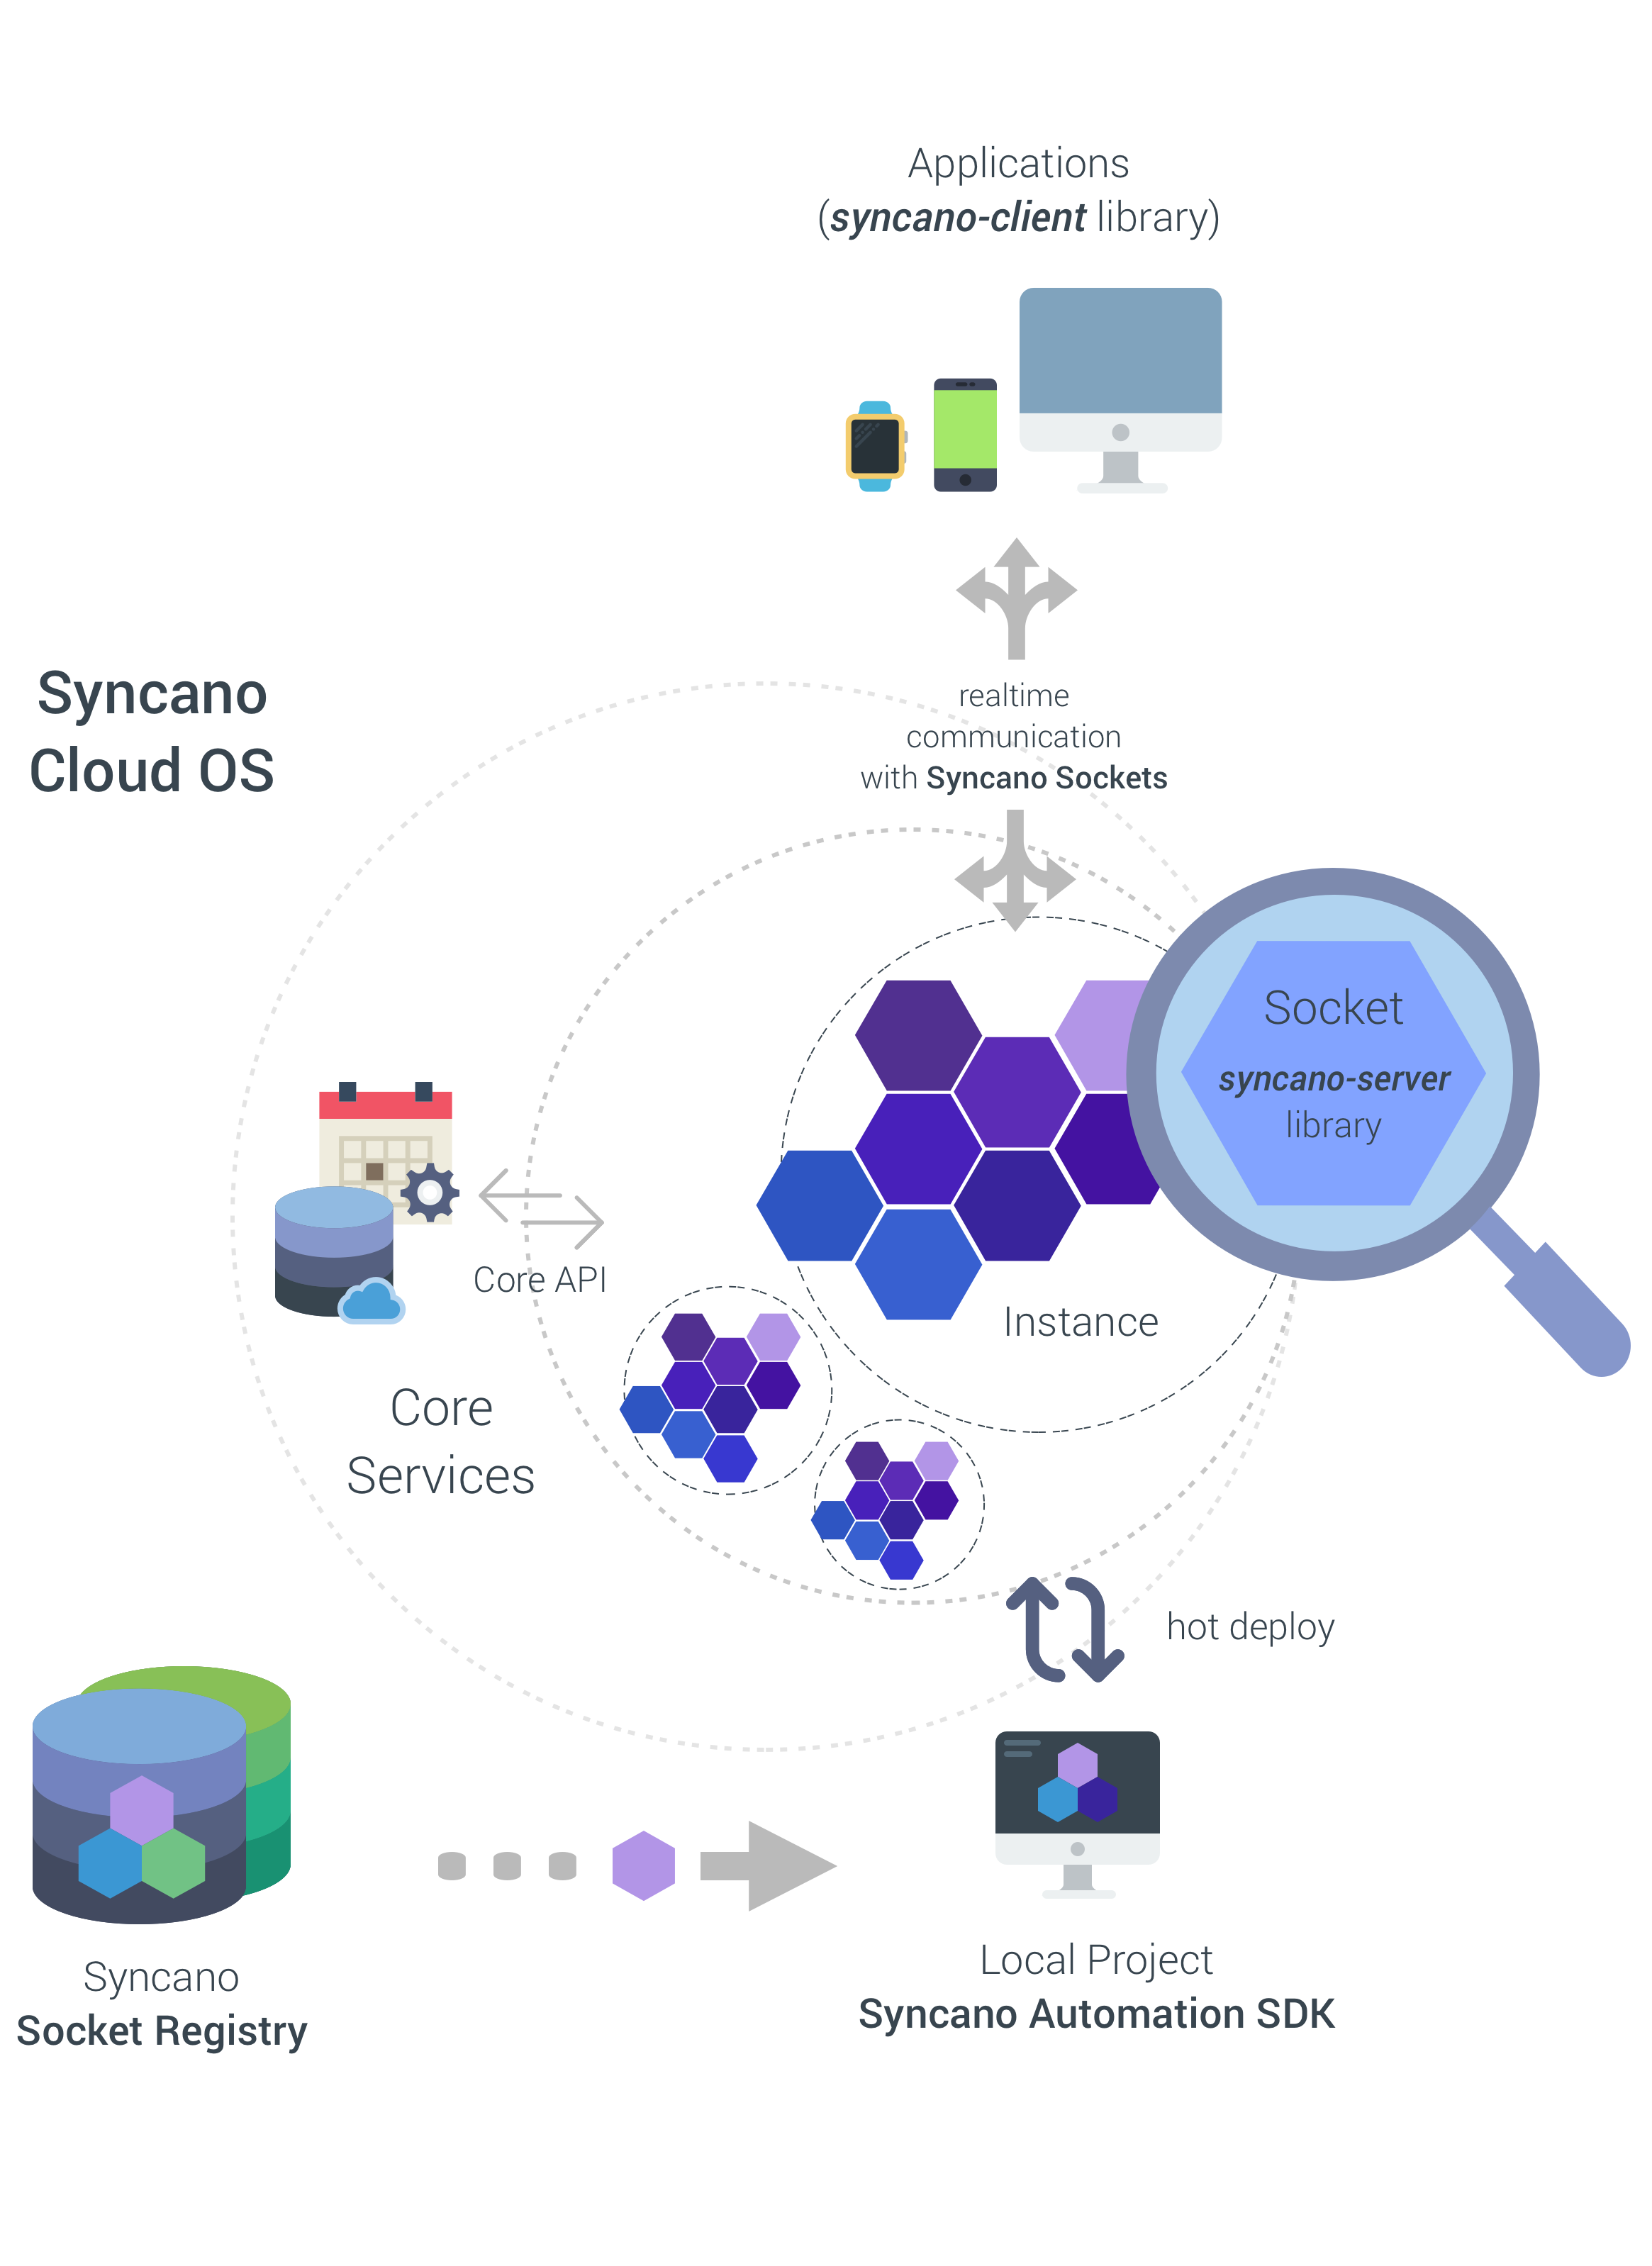 Applications
(syncano-client library)
Syncano
Cloud OS
realtime
communication
with Syncano Sockets
Socket
syncano-server
library
Core API
Instance
Core
Services
hot deploy
Syncano
Socket Registry
Local Project
Syncano Automation SDK